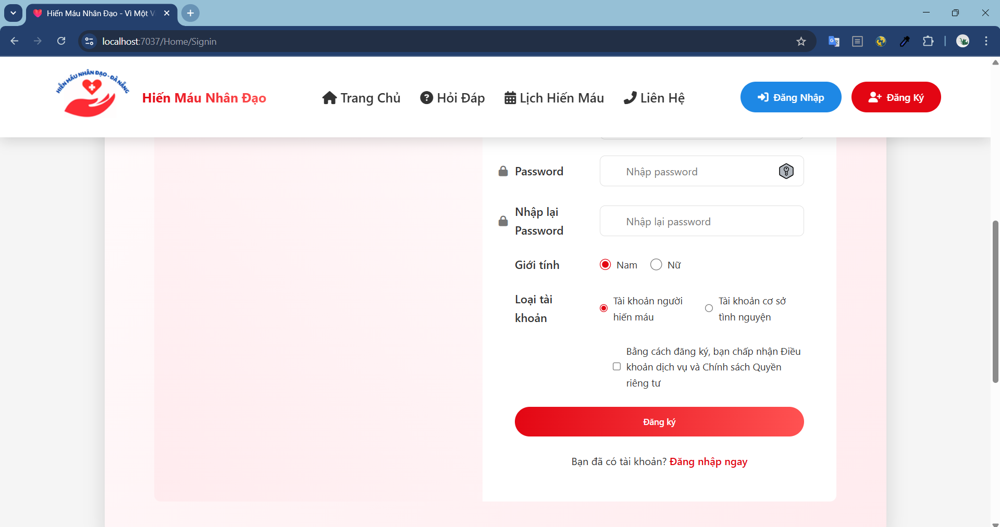 Hiến Máu Nhân Đạo - Vì Một V
localhost:7037/Home/Signin
HIẾN MÁU NHÂN ĐẠO - ĐÀ NẴNG
Hiến Máu Nhân Đạo
Trang Chủ
Hỏi Đáp
Lịch Hiến Máu
Liên Hệ
Đăng Nhập
Đăng Ký
Password
Nhập password
Nhập lại
Password
Nhập lại password
Giới tính
Nam
Nữ
Loại tài
khoản
Tài khoản người
hiến máu
Tài khoản cơ sở
tình nguyện
Bằng cách đăng ký, bạn chấp nhận Điều
khoản dịch vụ và Chính sách Quyền
riêng tư
Đăng ký
Bạn đã có tài khoản? Đăng nhập ngay